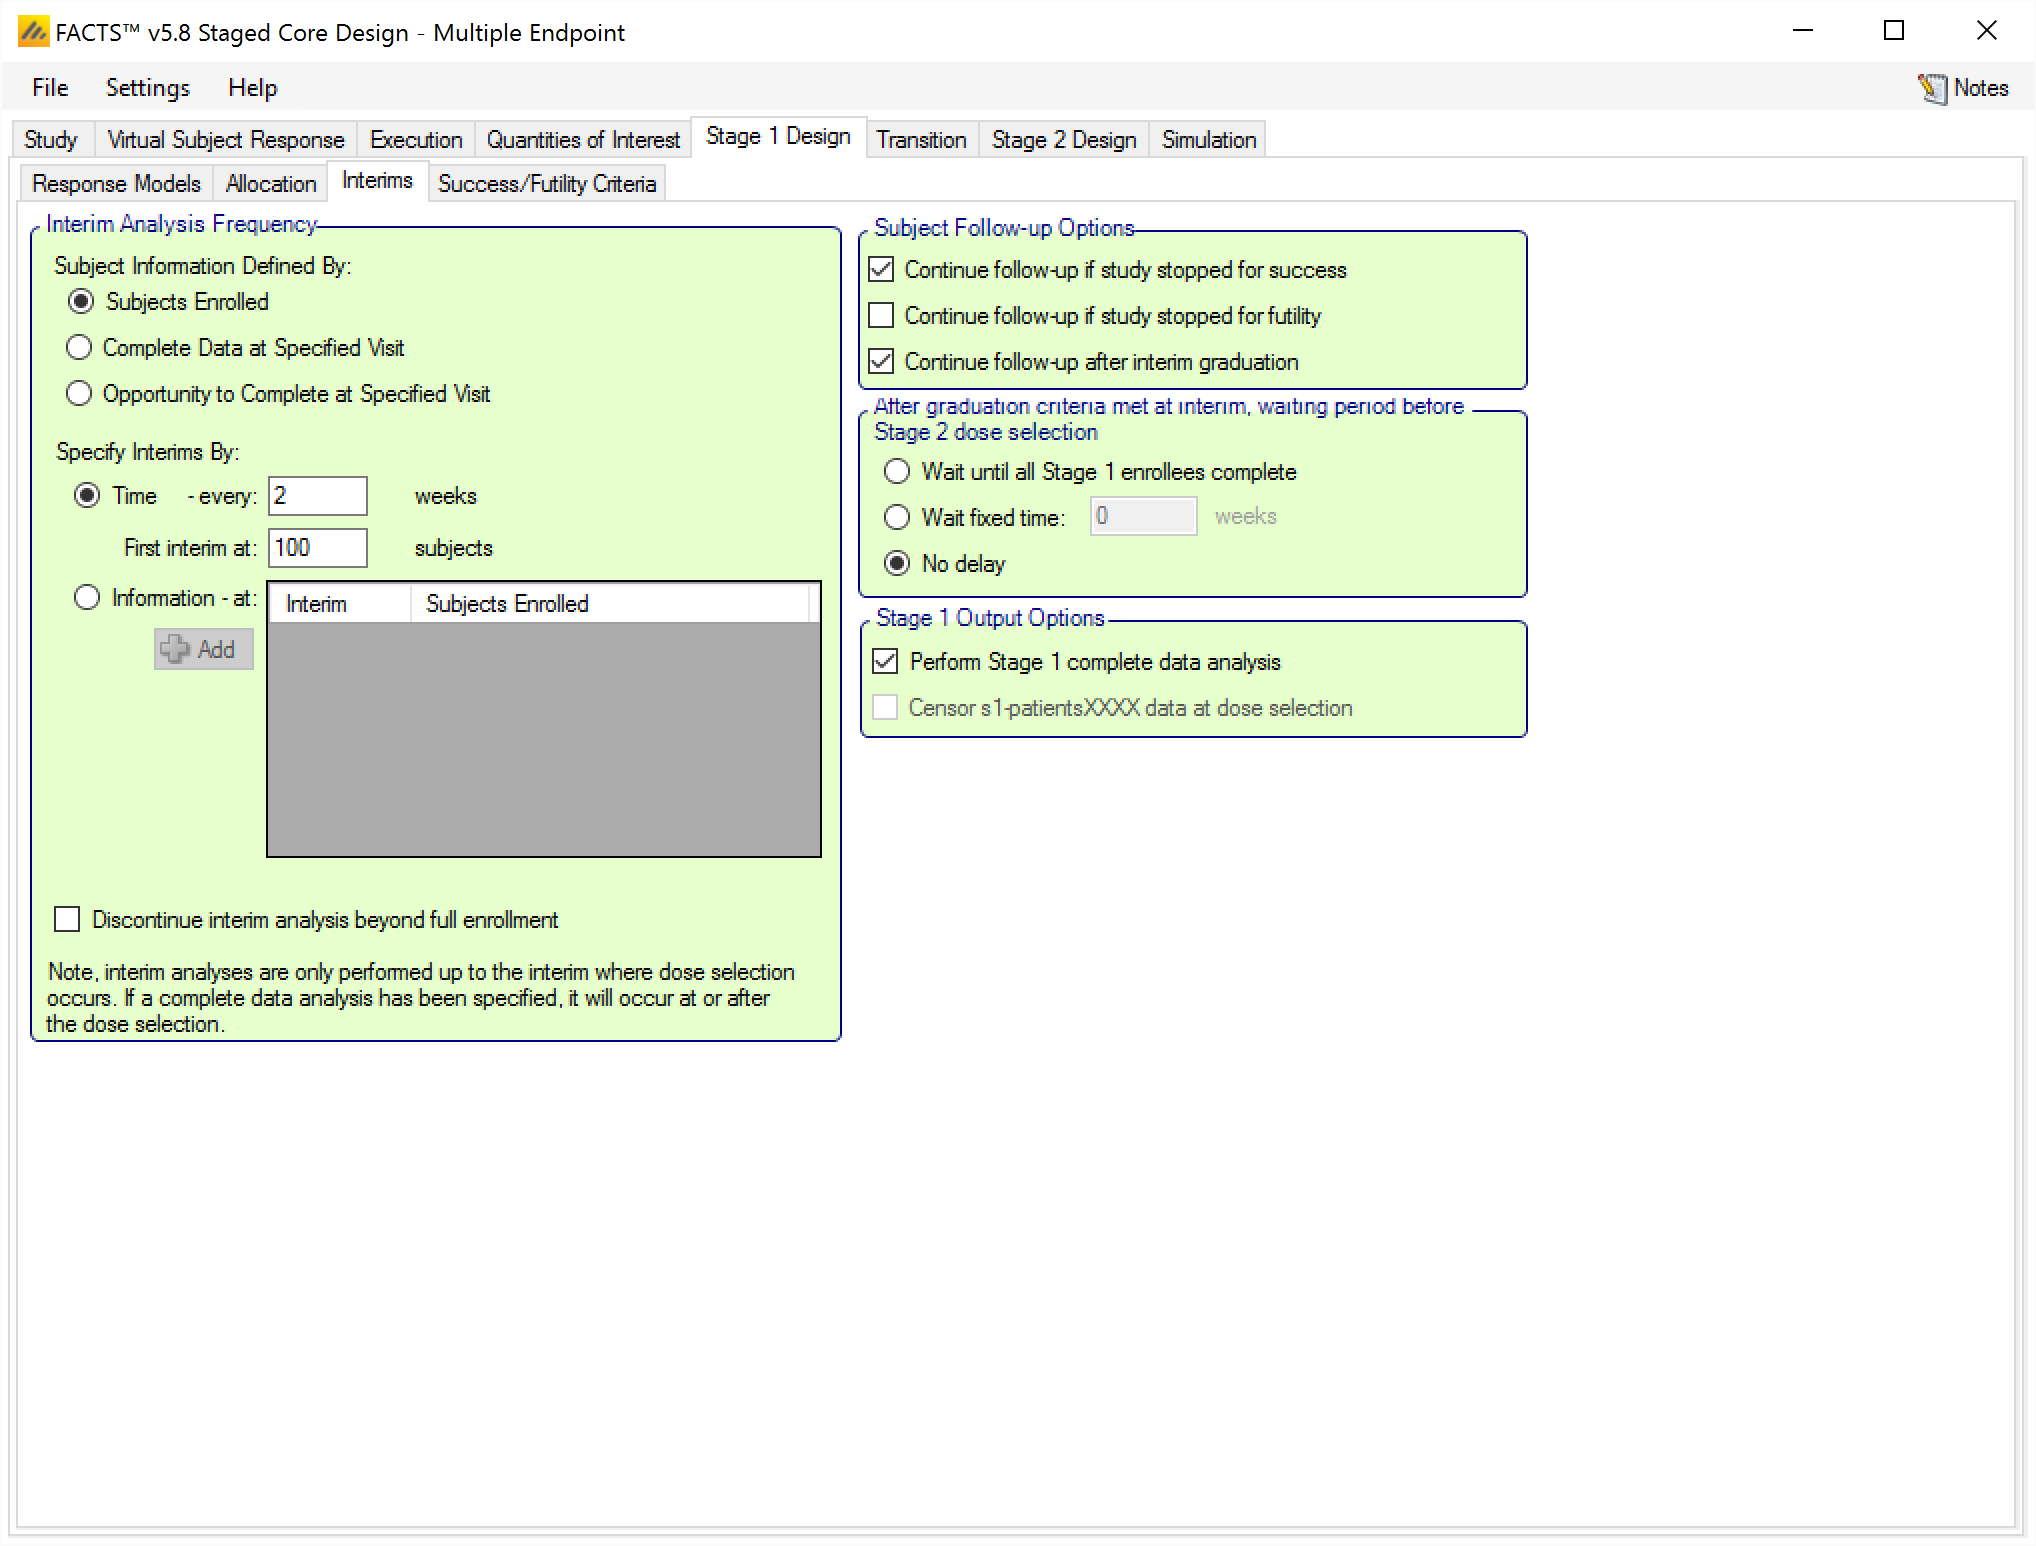 FACTS™ v5.8 Staged Core Design - Multiple Endpoint
File Settings Help Notes
Study Virtual Subject Response Execution Quantities of Interest Stage 1 Design Transition Stage 2 Design Simulation
Response Models Allocation Interims Success/Futility Criteria
Interim Analysis Frequency
Subject Information Defined By:
Subjects Enrolled
Complete Data at Specified Visit
Opportunity to Complete at Specified Visit
Specify Interims By:
Time - every: 2 weeks
First interim at: 100 subjects
Information - at: Interim Subjects Enrolled
Add
Discontinue interim analysis beyond full enrollment
Note, interim analyses are only performed up to the interim where dose selection
occurs. If a complete data analysis has been specified, it will occur at or after
the dose selection.
Subject Follow-up Options
Continue follow-up if study stopped for success
Continue follow-up if study stopped for futility
Continue follow-up after interim graduation
After graduation criteria met at interim, waiting period before
Stage 2 dose selection
Wait until all Stage 1 enrollees complete
Wait fixed time: 0 weeks
No delay
Stage 1 Output Options
Perform Stage 1 complete data analysis
Censor s1-patientsXXXX data at dose selection